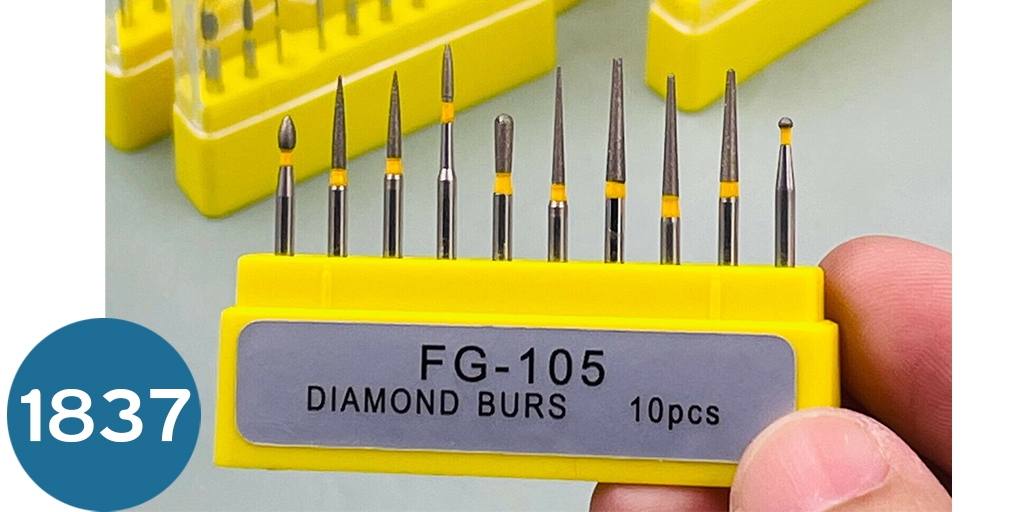 FG-105
DIAMOND BURS 10pcs
1837